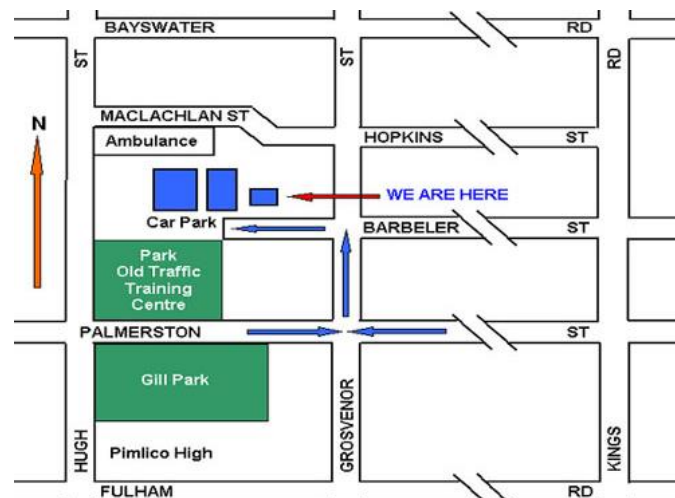 BAYSWATER RD
ST ST RD
N
MACLACHLAN ST
HOPKINS ST
Ambulance
WE ARE HERE
Car Park
BARBELER ST
Park
Old Traffic
Training
Centre
PALMERSTON ST
Gill Park
HUGH
GROSVENOR
KINGS
Pimlico High
FULHAM RD